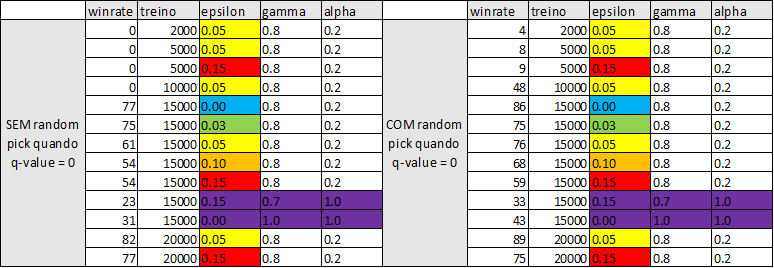 winrate treino epsilon gamma alpha winrate treino epsilon gamma alpha
0 2000 0.05 0.8 0.2 4 2000 0.05 0.8 0.2
0 5000 0.05 0.8 0.2 8 5000 0.05 0.8 0.2
0 5000 0.15 0.8 0.2 9 5000 0.15 0.8 0.2
0 10000 0.05 0.8 0.2 48 10000 0.05 0.8 0.2
77 15000 0.00 0.8 0.2 86 15000 0.00 0.8 0.2
SEM random 75 15000 0.03 0.8 0.2 COM random 75 15000 0.03 0.8 0.2
pick quando 61 15000 0.05 0.8 0.2 pick quando 76 15000 0.05 0.8 0.2
q-value = 0 54 15000 0.10 0.8 0.2 q-value = 0 68 15000 0.10 0.8 0.2
54 15000 0.15 0.8 0.2 59 15000 0.15 0.8 0.2
23 15000 0.15 0.7 1.0 33 15000 0.15 0.7 1.0
31 15000 0.00 1.0 1.0 43 15000 0.00 1.0 1.0
82 20000 0.05 0.8 0.2 89 20000 0.05 0.8 0.2
77 20000 0.15 0.8 0.2 75 20000 0.15 0.8 0.2